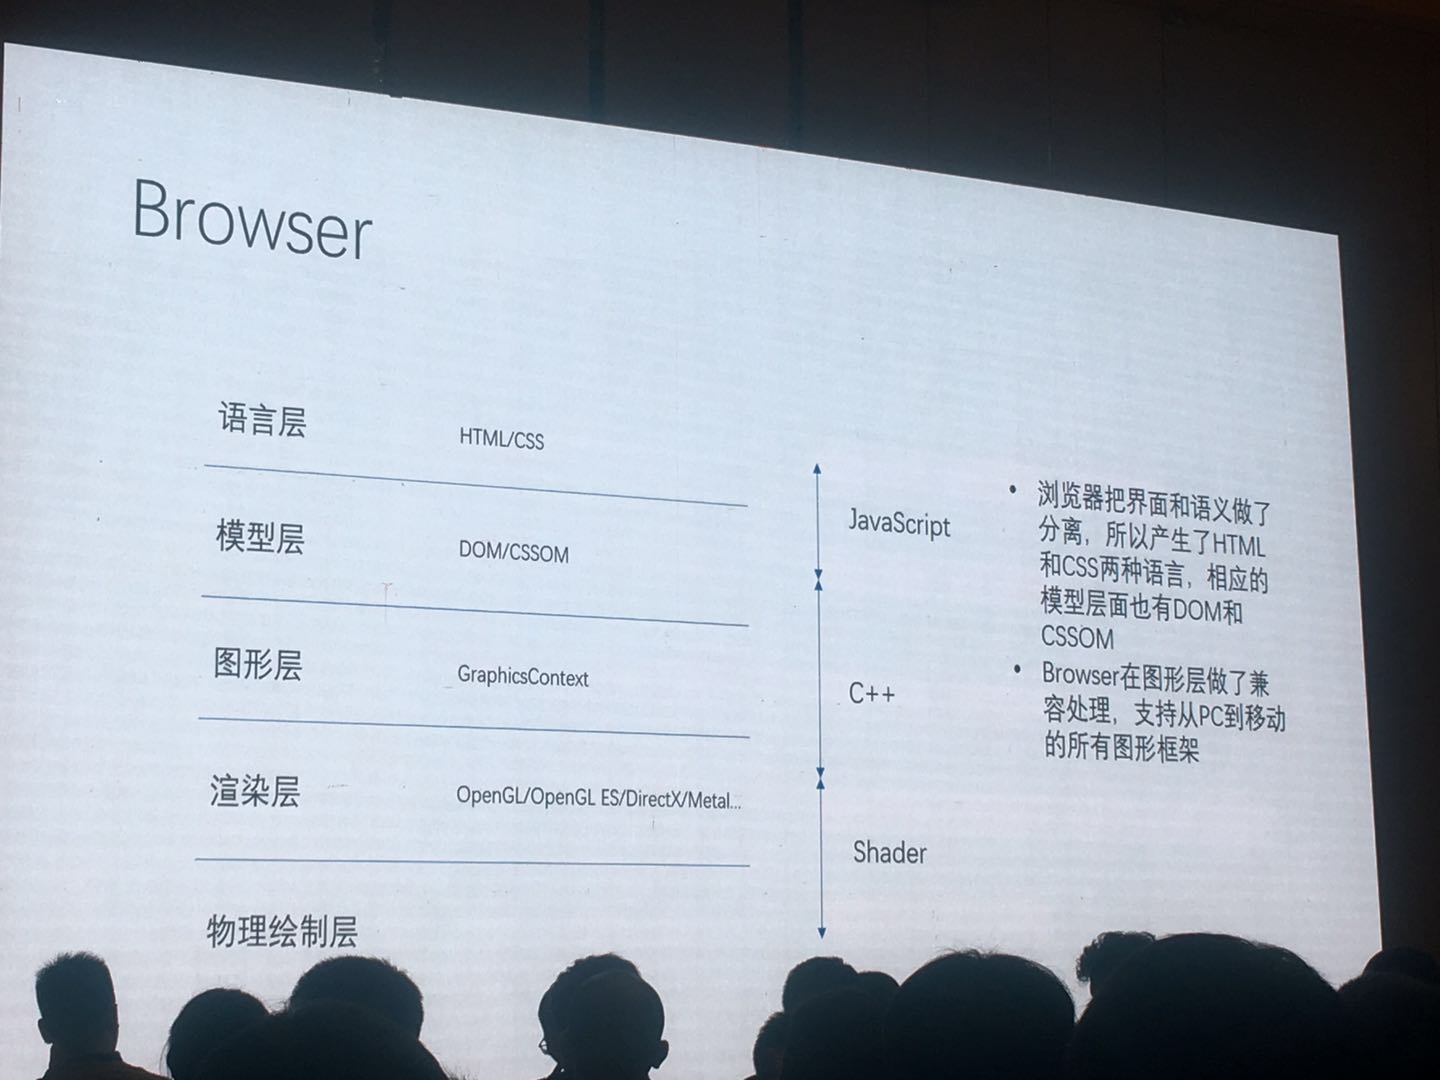 Browser
语言层 HTML/CSS
模型层 DOM/CSSOM
图形层 GraphicsContext
渲染层 OpenGL/OpenGL ES/DirectX/Metal...
物理绘制层
JavaScript
C++
Shader
• 浏览器把界面和语义做了
分离，所以产生了HTML
和CSS两种语言，相应的
模型层面也有DOM和
CSSOM
• Browser在图形层做了兼
容处理，支持从PC到移动
的所有图形框架